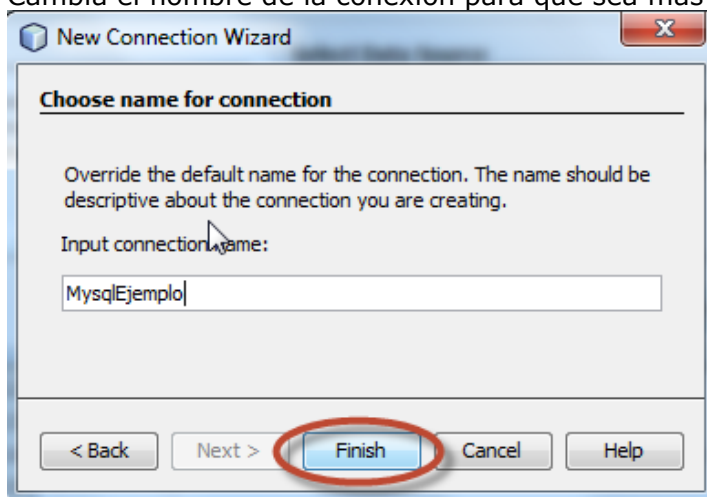 Cambia el nombre de la conexión para que sea más
New Connection Wizard
Choose name for connection
Override the default name for the connection. The name should be
descriptive about the connection you are creating.
Input connection name:
MysqlEjemplo
< Back Next > Finish Cancel Help